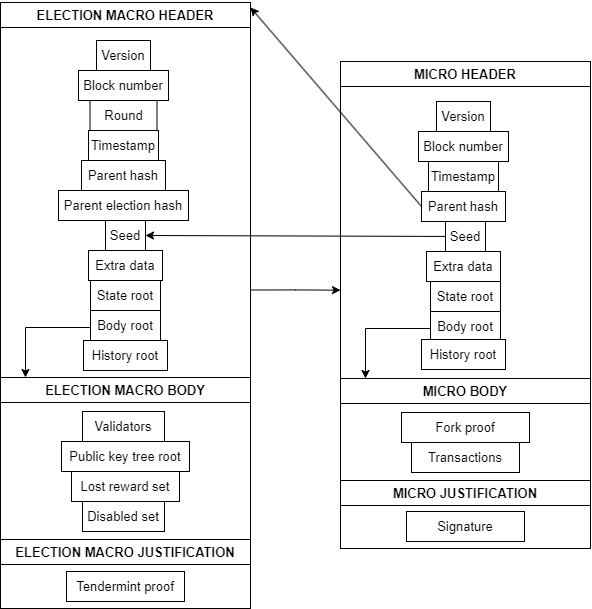 ELECTION MACRO HEADER
Version
Block number
Round
Timestamp
Parent hash
Parent election hash
Seed
Extra data
State root
Body root
History root
ELECTION MACRO BODY
Validators
Public key tree root
Lost reward set
Disabled set
ELECTION MACRO JUSTIFICATION
Tendermint proof
MICRO HEADER
Version
Block number
Timestamp
Parent hash
Seed
Extra data
State root
Body root
History root
MICRO BODY
Fork proof
Transactions
MICRO JUSTIFICATION
Signature